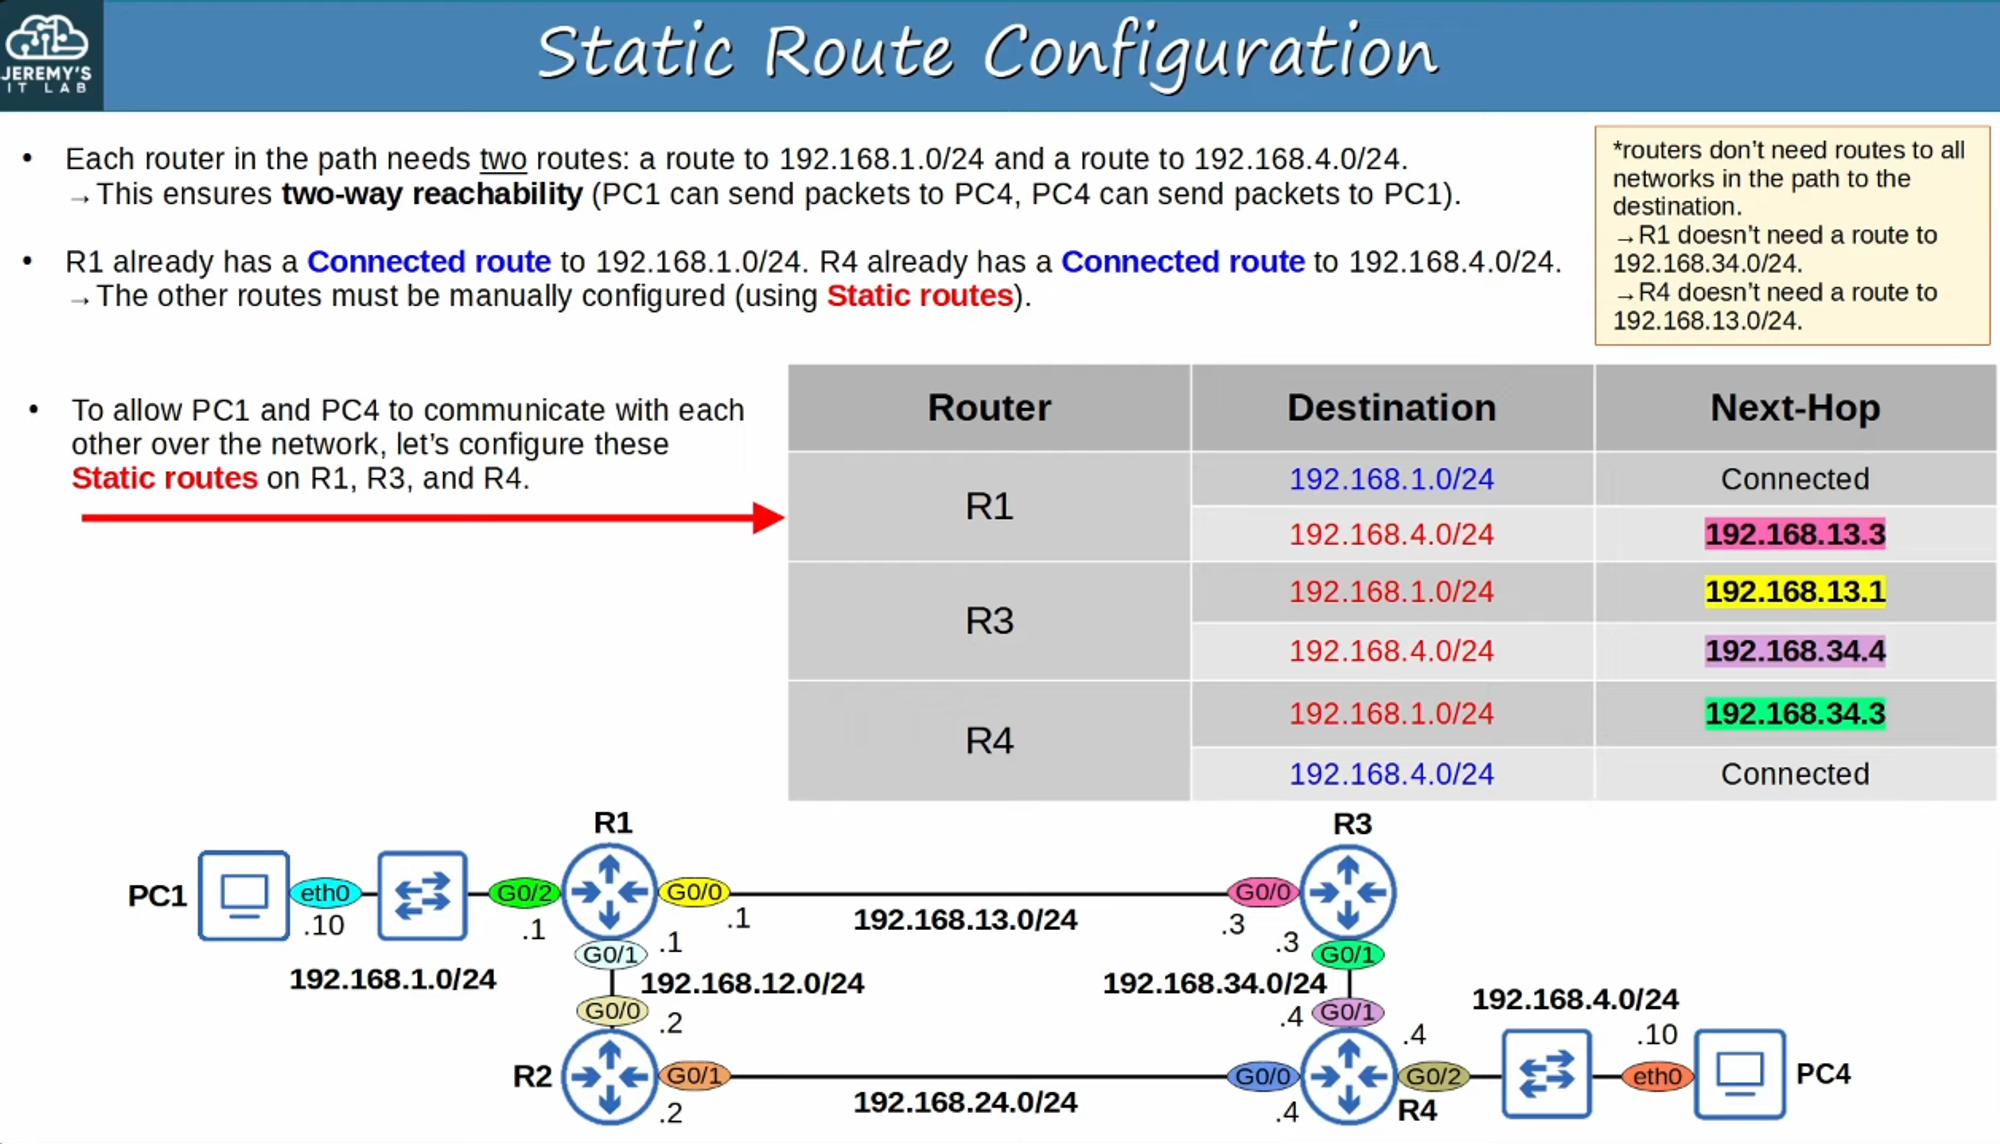 JEREMY'S
IT LAB
Static Route Configuration
• Each router in the path needs two routes: a route to 192.168.1.0/24 and a route to 192.168.4.0/24.
→This ensures two-way reachability (PC1 can send packets to PC4, PC4 can send packets to PC1).
• R1 already has a Connected route to 192.168.1.0/24. R4 already has a Connected route to 192.168.4.0/24.
→The other routes must be manually configured (using Static routes).
*routers don't need routes to all
networks in the path to the
destination.
→R1 doesn't need a route to
192.168.34.0/24.
→R4 doesn't need a route to
192.168.13.0/24.
• To allow PC1 and PC4 to communicate with each
other over the network, let's configure these
Static routes on R1, R3, and R4.
Router Destination Next-Hop
R1
192.168.1.0/24 Connected
192.168.4.0/24 192.168.13.3
R3
192.168.1.0/24 192.168.13.1
192.168.4.0/24 192.168.34.4
R4
192.168.1.0/24 192.168.34.3
192.168.4.0/24 Connected
R1 R3
PC1 eth0 G0/2 G0/0 G0/0
.10 .1 .1 192.168.13.0/24 .3
.1 .3
G0/1 G0/1
192.168.1.0/24 192.168.12.0/24 192.168.34.0/24 192.168.4.0/24
G0/0 .2 .4 G0/1 .4 .10
R2 G0/1 G0/0 G0/2 eth0 PC4
.2 192.168.24.0/24 .4 R4